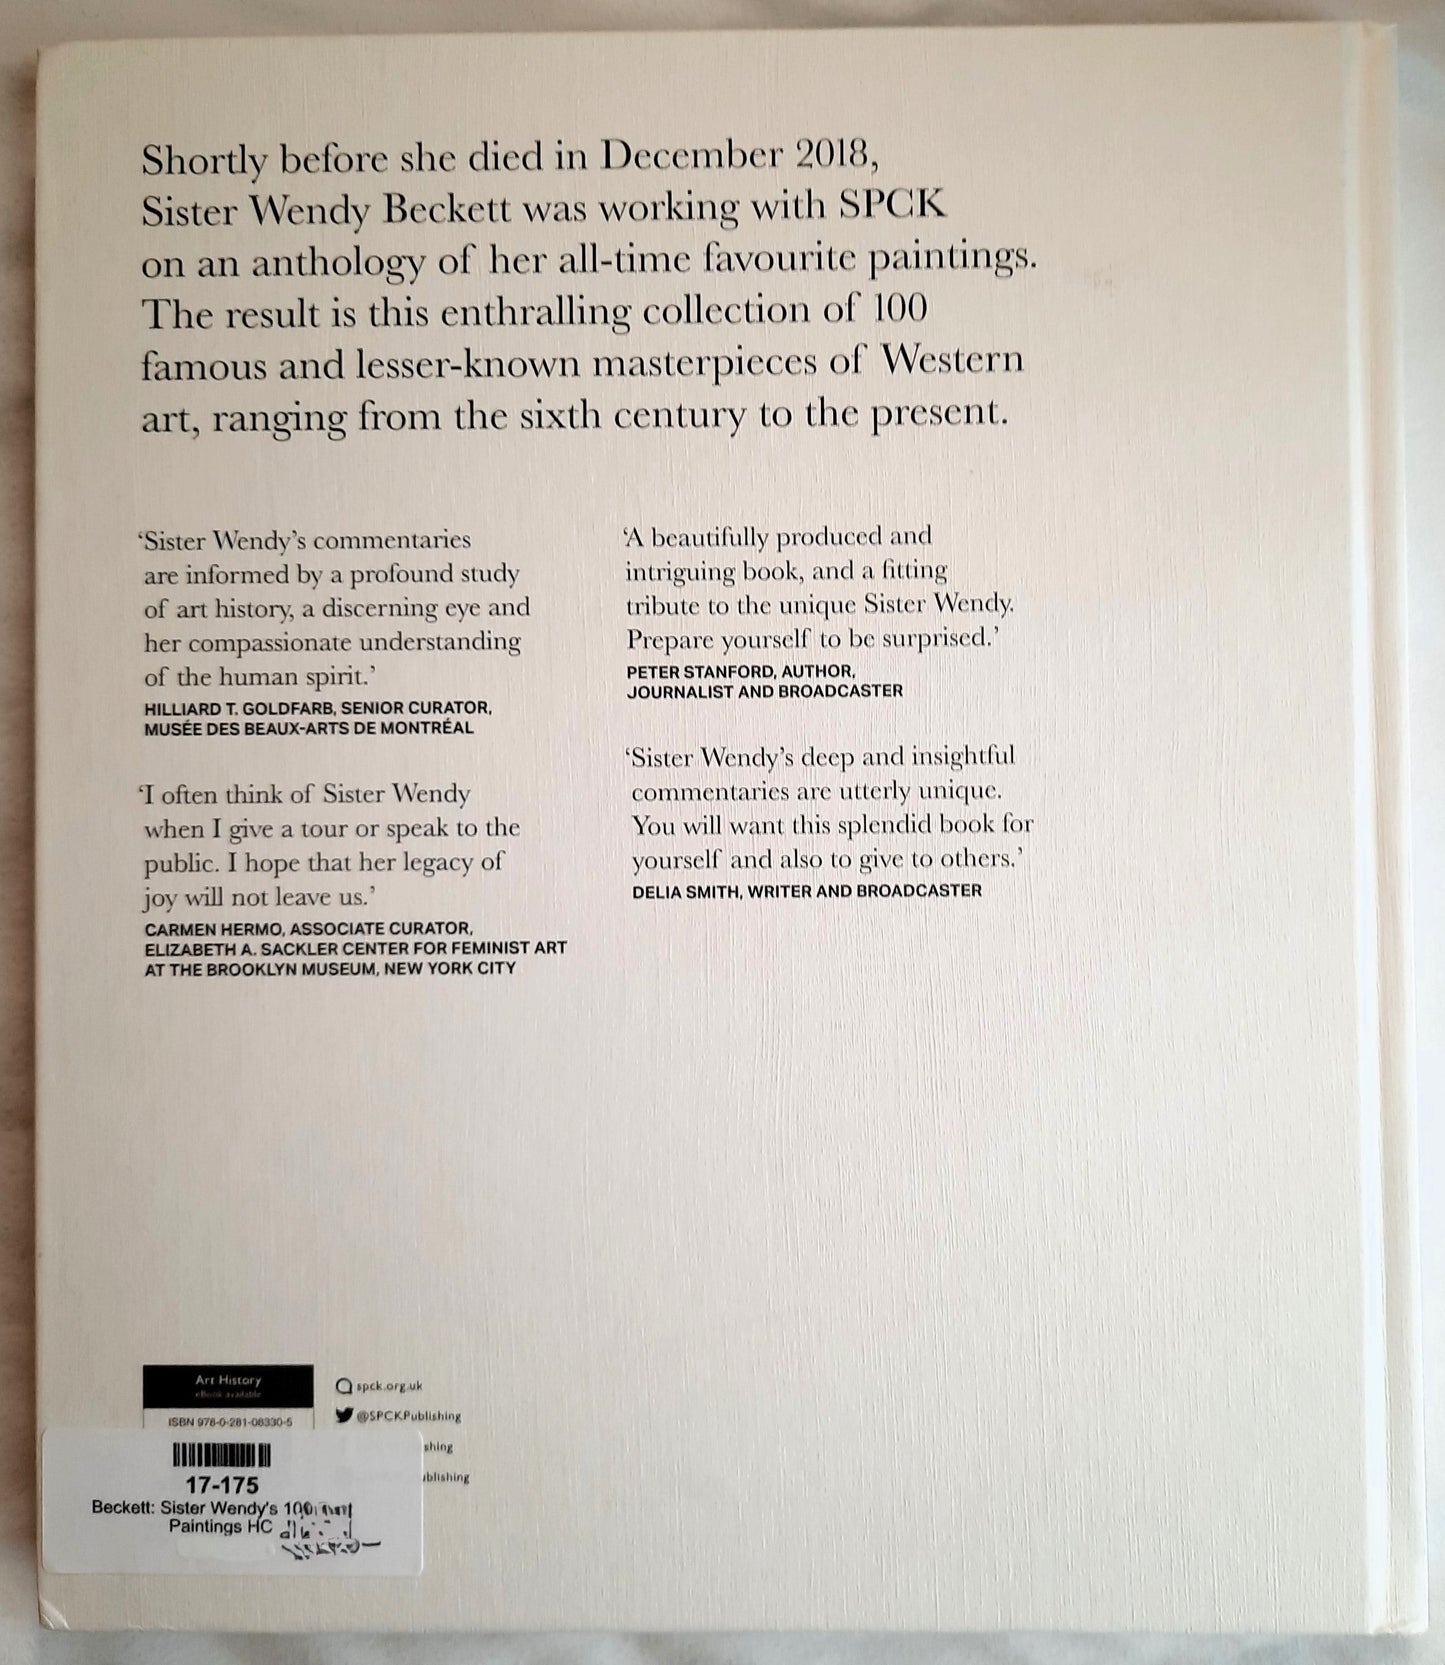 Shortly before she died in December 2018,
Sister Wendy Beckett was working with SPCK
on an anthology of her all-time favourite paintings.
The result is this enthralling collection of 100
famous and lesser-known masterpieces of Western
art, ranging from the sixth century to the present.
‘Sister Wendy’s commentaries
are informed by a profound study
of art history, a discerning eye and
her compassionate understanding
of the human spirit.’
HILLIARD T. GOLDFARB, SENIOR CURATOR,
MUSÉE DES BEAUX-ARTS DE MONTRÉAL
‘I often think of Sister Wendy
when I give a tour or speak to the
public. I hope that her legacy of
joy will not leave us.’
CARMEN HERMO, ASSOCIATE CURATOR,
ELIZABETH A. SACKLER CENTER FOR FEMINIST ART
AT THE BROOKLYN MUSEUM, NEW YORK CITY
‘A beautifully produced and
intriguing book, and a fitting
tribute to the unique Sister Wendy.
Prepare yourself to be surprised.’
PETER STANFORD, AUTHOR,
JOURNALIST AND BROADCASTER
‘Sister Wendy’s deep and insightful
commentaries are utterly unique.
You will want this splendid book for
yourself and also to give to others.’
DELIA SMITH, WRITER AND BROADCASTER
Art History
eBook available
ISBN 978-0-281-08330-5
spck.org.uk
@SPCKPublishing
shing
blishing
17-175
Beckett: Sister Wendy's 100
Paintings HC